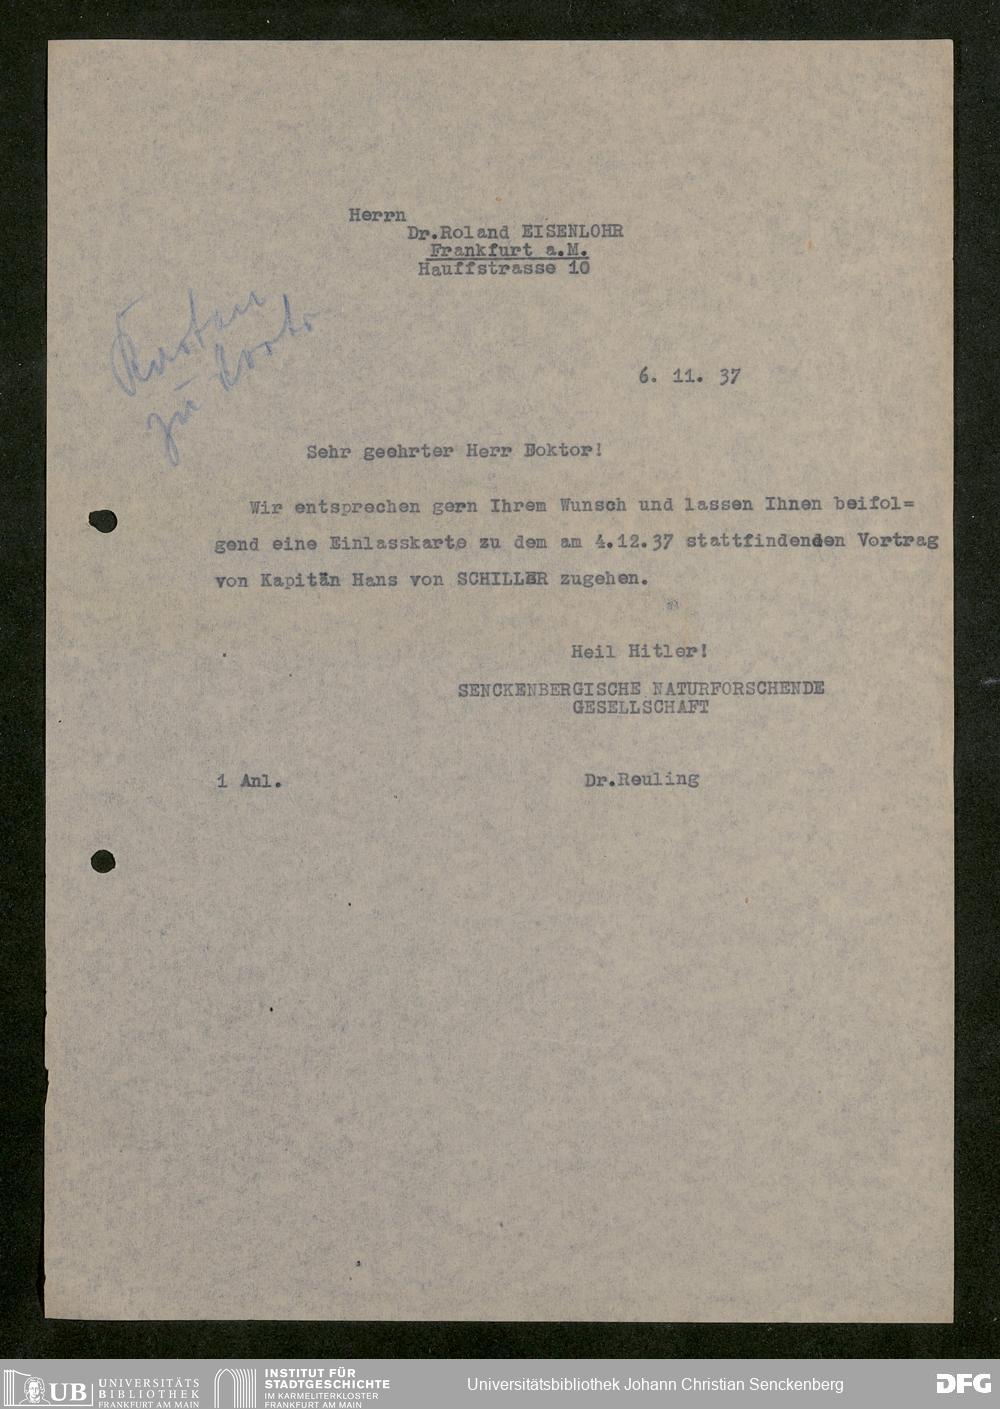 Herrn
Dr.Roland EISENLOHR
Frankfurt a.M.
Hauffstrasse 10
Karten
zu
6. 11. 37
Sehr geehrter Herr Doktor!
Wir entsprechen gern Ihrem Wunsch und lassen Ihnen beifol=
gend eine Einlasskarte zu dem am 4.12.37 stattfindenden Vortrag
von Kapitän Hans von SCHILLER zugehen.
Heil Hitler!
SENCKENBERGISCHE NATURFORSCHENDE
GESELLSCHAFT
1 Anl.
Dr.Reuling
UB
UNIVERSITÄTS
BIBLIOTHEK
FRANKFURT AM MAIN
INSTITUT FÜR
STADTGESCHICHTE
IM KARMELITERKLOSTER
FRANKFURT AM MAIN
Universitätsbibliothek Johann Christian Senckenberg
DFG